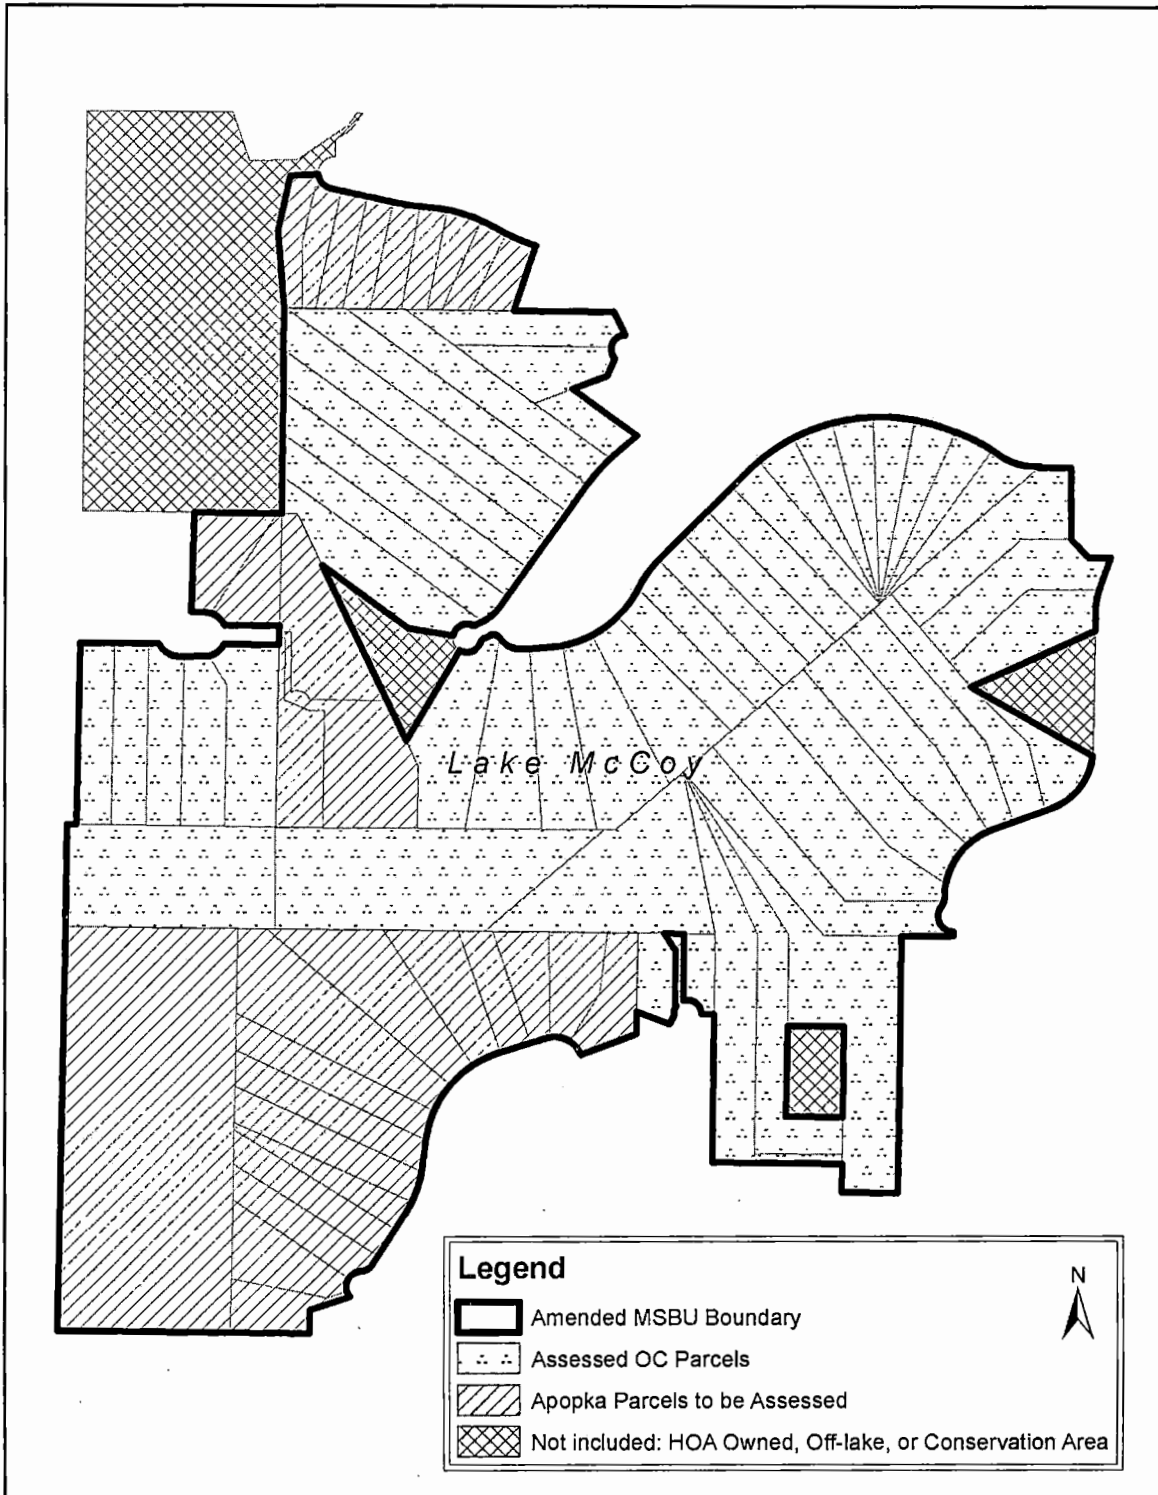 Lake McCoy
Legend
N
Amended MSBU Boundary
Assessed OC Parcels
Apopka Parcels to be Assessed
Not included: HOA Owned, Off-lake, or Conservation Area